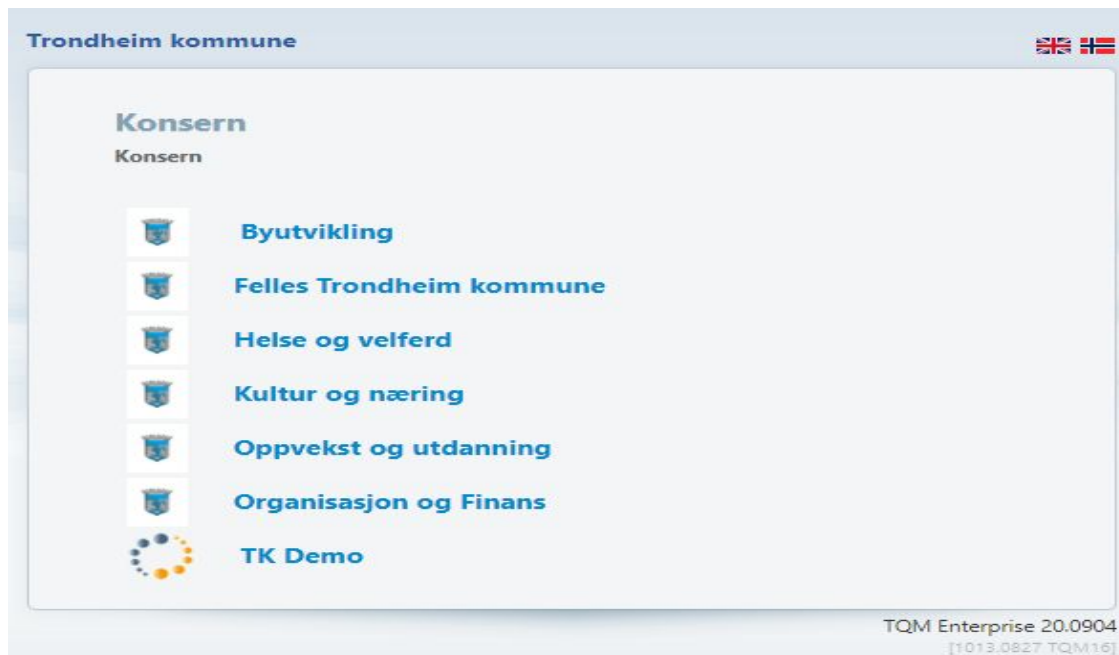 Trondheim kommune
Konsern
Konsern
Byutvikling
Felles Trondheim kommune
Helse og velferd
Kultur og næring
Oppvekst og utdanning
Organisasjon og Finans
TK Demo
TQM Enterprise 20.0904
[1013.0827 TQM16]